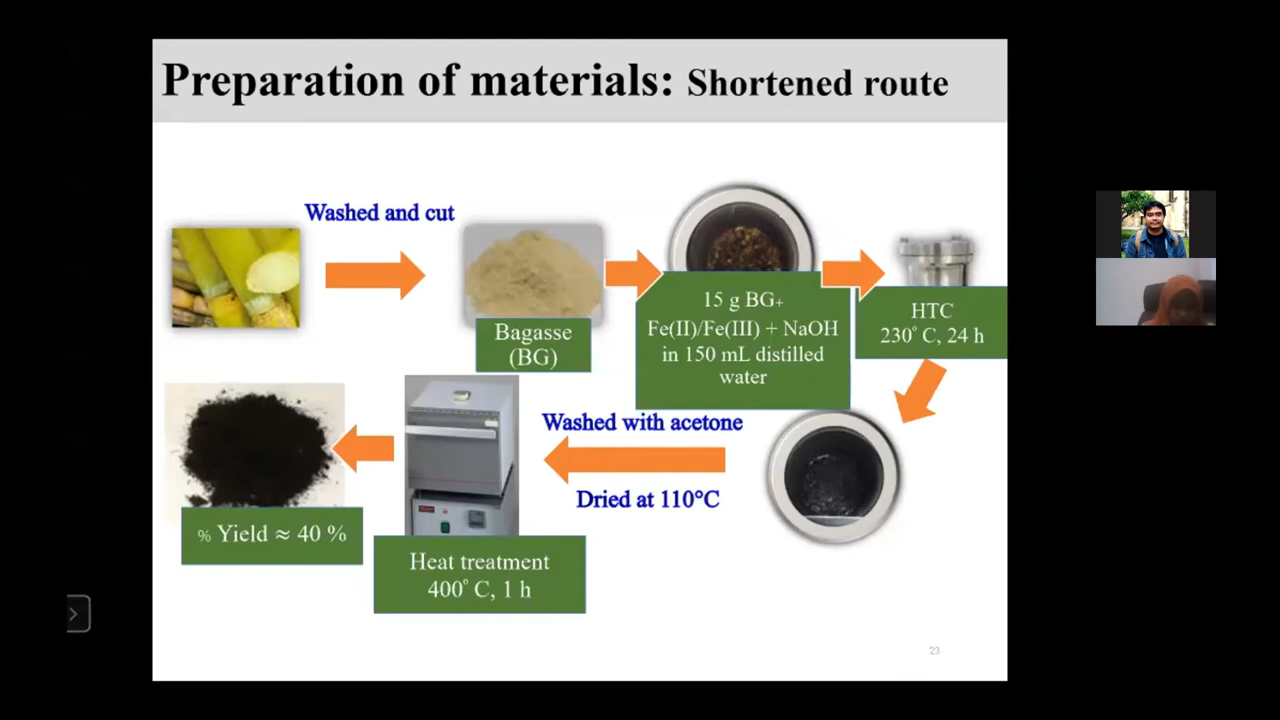 Preparation of materials: Shortened route
Washed and cut
Bagasse
(BG)
15 g BG+
Fe(II)/Fe(III) + NaOH
in 150 mL distilled
water
HTC
230° C, 24 h
Washed with acetone
Dried at 110°C
Heat treatment
400° C, 1 h
% Yield ≈ 40 %
23